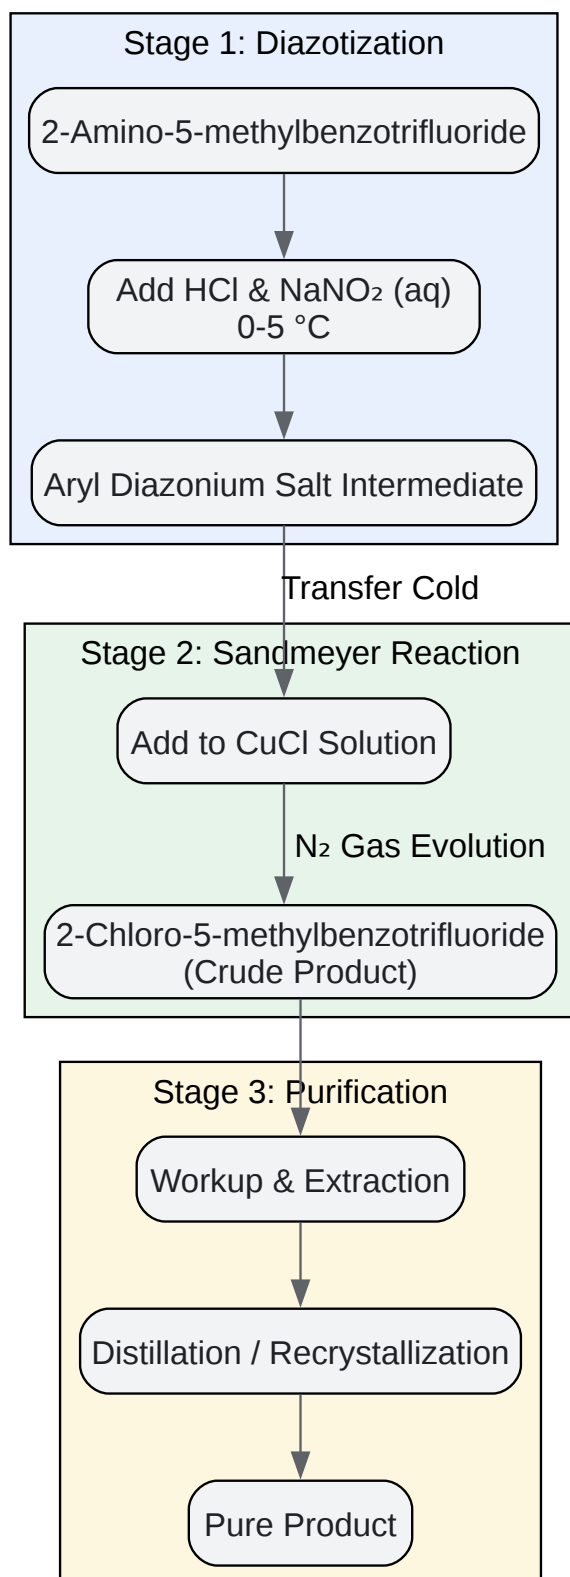 Stage 1: Diazotization
2-Amino-5-methylbenzotrifluoride
Add HCl & NaNO₂ (aq)
0-5 °C
Aryl Diazonium Salt Intermediate
Transfer Cold
Stage 2: Sandmeyer Reaction
Add to CuCl Solution
N₂ Gas Evolution
2-Chloro-5-methylbenzotrifluoride
(Crude Product)
Stage 3: Purification
Workup & Extraction
Distillation / Recrystallization
Pure Product